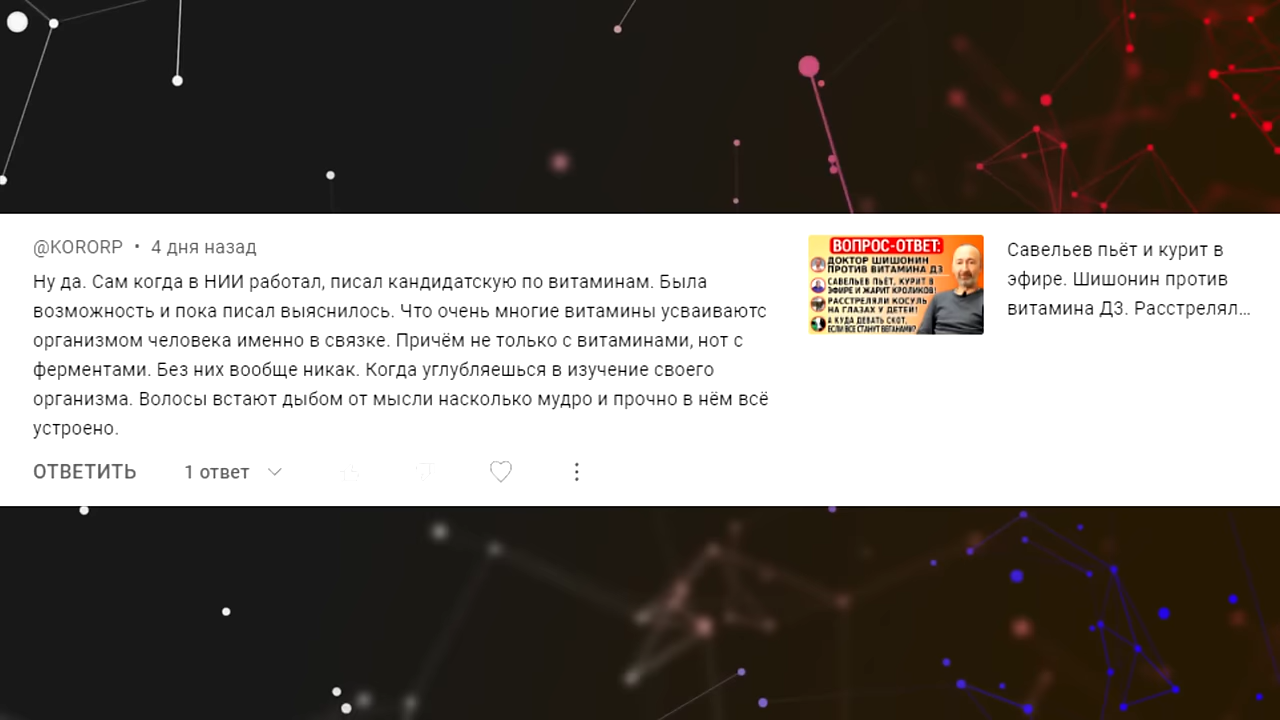 @KORORP • 4 дня назад
Ну да. Сам когда в НИИ работал, писал кандидатскую по витаминам. Была
возможность и пока писал выяснилось. Что очень многие витамины усваиваютс
организмом человека именно в связке. Причём не только с витаминами, нот с
ферментами. Без них вообще никак. Когда углубляешься в изучение своего
организма. Волосы встают дыбом от мысли насколько мудро и прочно в нём всё
устроено.
ОТВЕТИТЬ 1 ответ
ВОПРОС-ОТВЕТ:
ДОКТОР ШИШОНИН
ПРОТИВ ВИТАМИНА Д3
САВЕЛЬЕВ ПЬЕТ, КУРИТ В
ЭФИРЕ И ЖАРИТ КРОЛИКОВ!
РАССТРЕЛЯЛИ КОСУЛЬ
НА ГЛАЗАХ У ДЕТЕЙ!
А КУДА ДЕВАТЬ СКОТ,
ЕСЛИ ВСЕ СТАНУТ ВЕГАНАМИ?
Савельев пьёт и курит в
эфире. Шишонин против
витамина Д3. Расстрелял...